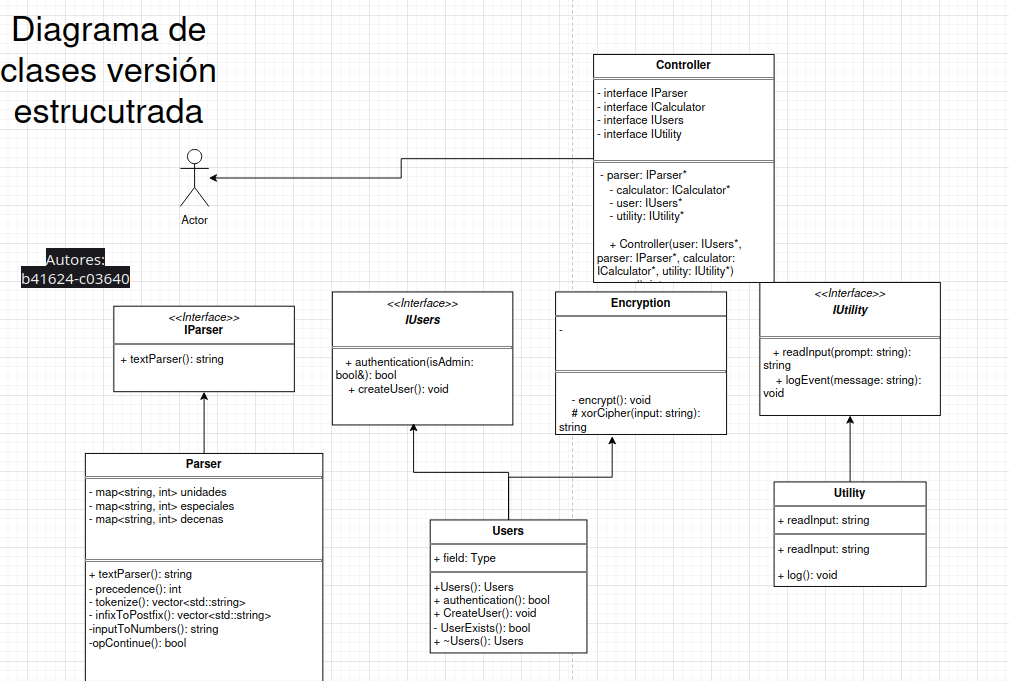 Diagrama de
clases versión
estrucutrada
Controller
- interface IParser
- interface ICalculator
- interface IUsers
- interface IUtility
- parser: IParser*
- calculator: ICalculator*
- user: IUsers*
- utility: IUtility*
+ Controller(user: IUsers*,
parser: IParser*, calculator:
ICalculator*, utility: IUtility*)
Actor
Autores:
b41624-c03640
<<Interface>>
IParser
+ textParser(): string
<<Interface>>
IUsers
+ authentication(isAdmin:
bool&): bool
+ createUser(): void
Encryption
-
- encrypt(): void
# xorCipher(input: string):
string
<<Interface>>
IUtility
+ readInput(prompt: string):
string
+ logEvent(message: string):
void
Parser
- map<string, int> unidades
- map<string, int> especiales
- map<string, int> decenas
+ textParser(): string
- precedence(): int
- tokenize(): vector<std::string>
- infixToPostfix(): vector<std::string>
-inputToNumbers(): string
-opContinue(): bool
Users
+ field: Type
+Users(): Users
+ authentication(): bool
+ CreateUser(): void
- UserExists(): bool
+ ~Users(): Users
Utility
+ readInput: string
+ readInput: string
+ log(): void